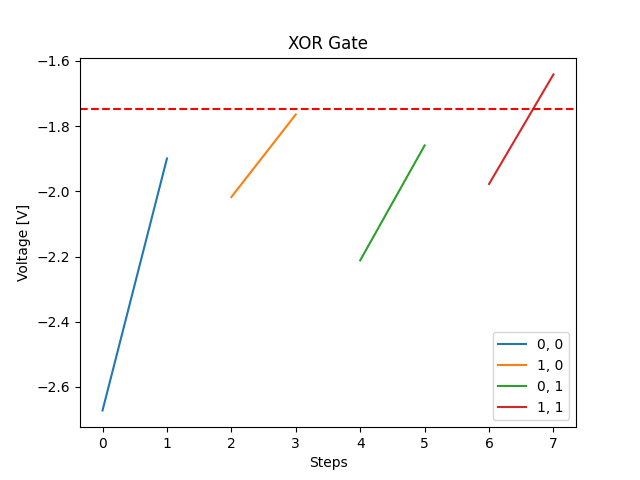 XOR Gate
−1.6
−1.8
−2.0
−2.2
−2.4
−2.6
Voltage [V]
0 1 2 3 4 5 6 7
Steps
0, 0
1, 0
0, 1
1, 1